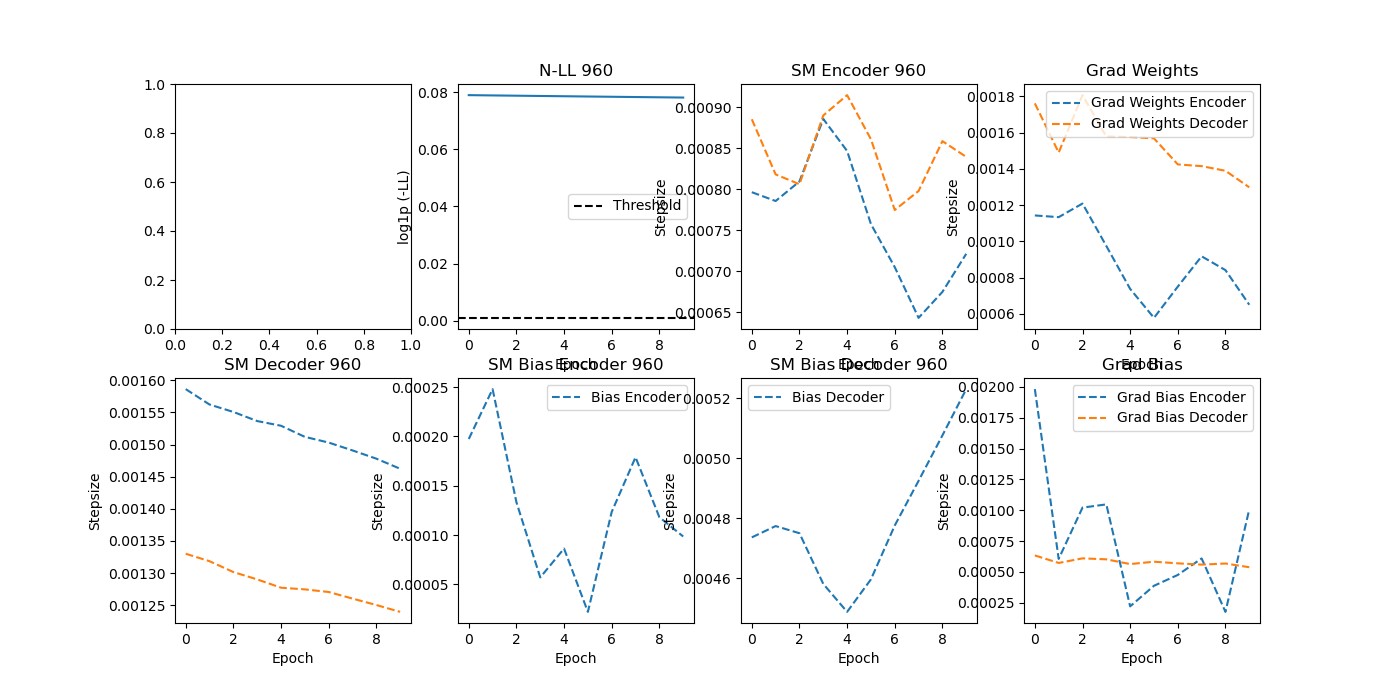 N-LL 960
SM Encoder 960
Grad Weights
1.0
0.8
0.6
0.4
0.2
0.0
0.0 0.2 0.4 0.6 0.8 1.0
log1p (-LL)
0.08
0.06
0.04
0.02
0.00
Threshold
0 2 4 6 8
Epoch
Stepsize
0.00090
0.00085
0.00080
0.00075
0.00070
0.00065
0 2 4 6 8
Epoch
Stepsize
0.0018
0.0016
0.0014
0.0012
0.0010
0.0008
0.0006
Grad Weights Encoder
Grad Weights Decoder
0 2 4 6 8
Epoch
SM Decoder 960
SM Bias Encoder 960
SM Bias Decoder 960
Grad Bias
Stepsize
0.00160
0.00155
0.00150
0.00145
0.00140
0.00135
0.00130
0.00125
0 2 4 6 8
Epoch
Stepsize
0.00025
0.00020
0.00015
0.00010
0.00005
Bias Encoder
0 2 4 6 8
Epoch
Stepsize
0.0052
0.0050
0.0048
0.0046
Bias Decoder
0 2 4 6 8
Epoch
Stepsize
0.00200
0.00175
0.00150
0.00125
0.00100
0.00075
0.00050
0.00025
Grad Bias Encoder
Grad Bias Decoder
0 2 4 6 8
Epoch